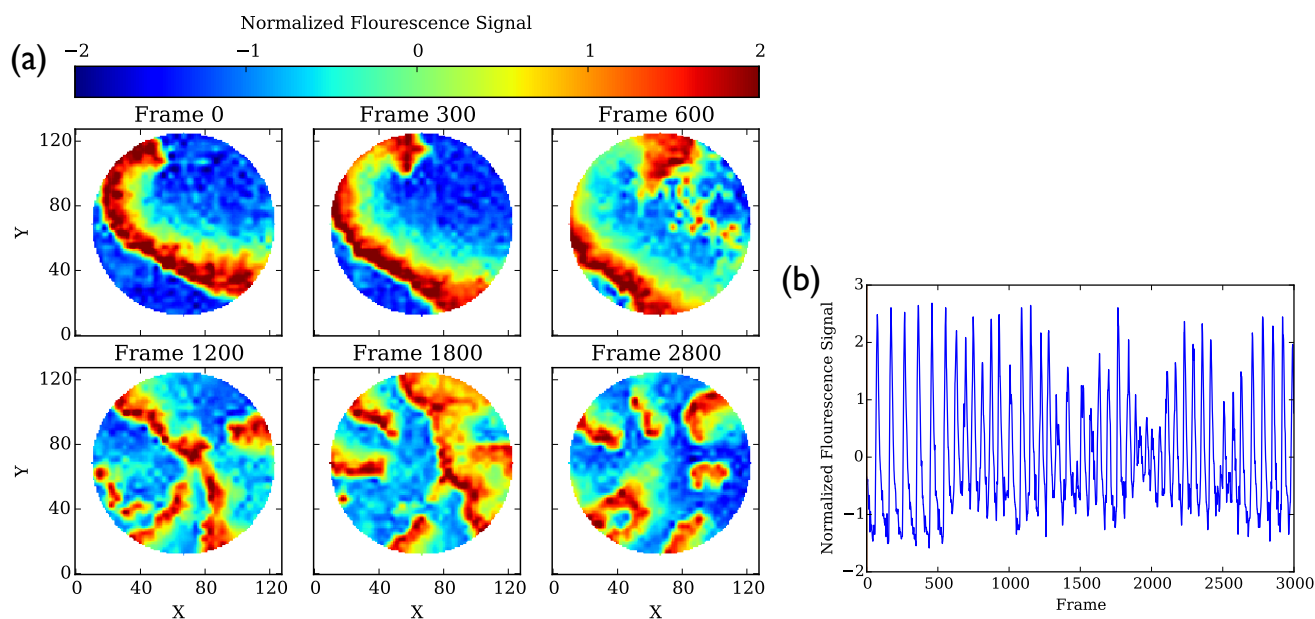 Normalized Flourescence Signal
(a)
−2 −1 0 1 2
Frame 0 Frame 300 Frame 600
120
80
Y
40
0
Frame 1200 Frame 1800 Frame 2800
120
80
Y
40
0
0 40 80 120 0 40 80 120 0 40 80 120
X X X
(b)
Normalized Flourescence Signal
3
2
1
0
−1
−2
0 500 1000 1500 2000 2500 3000
Frame